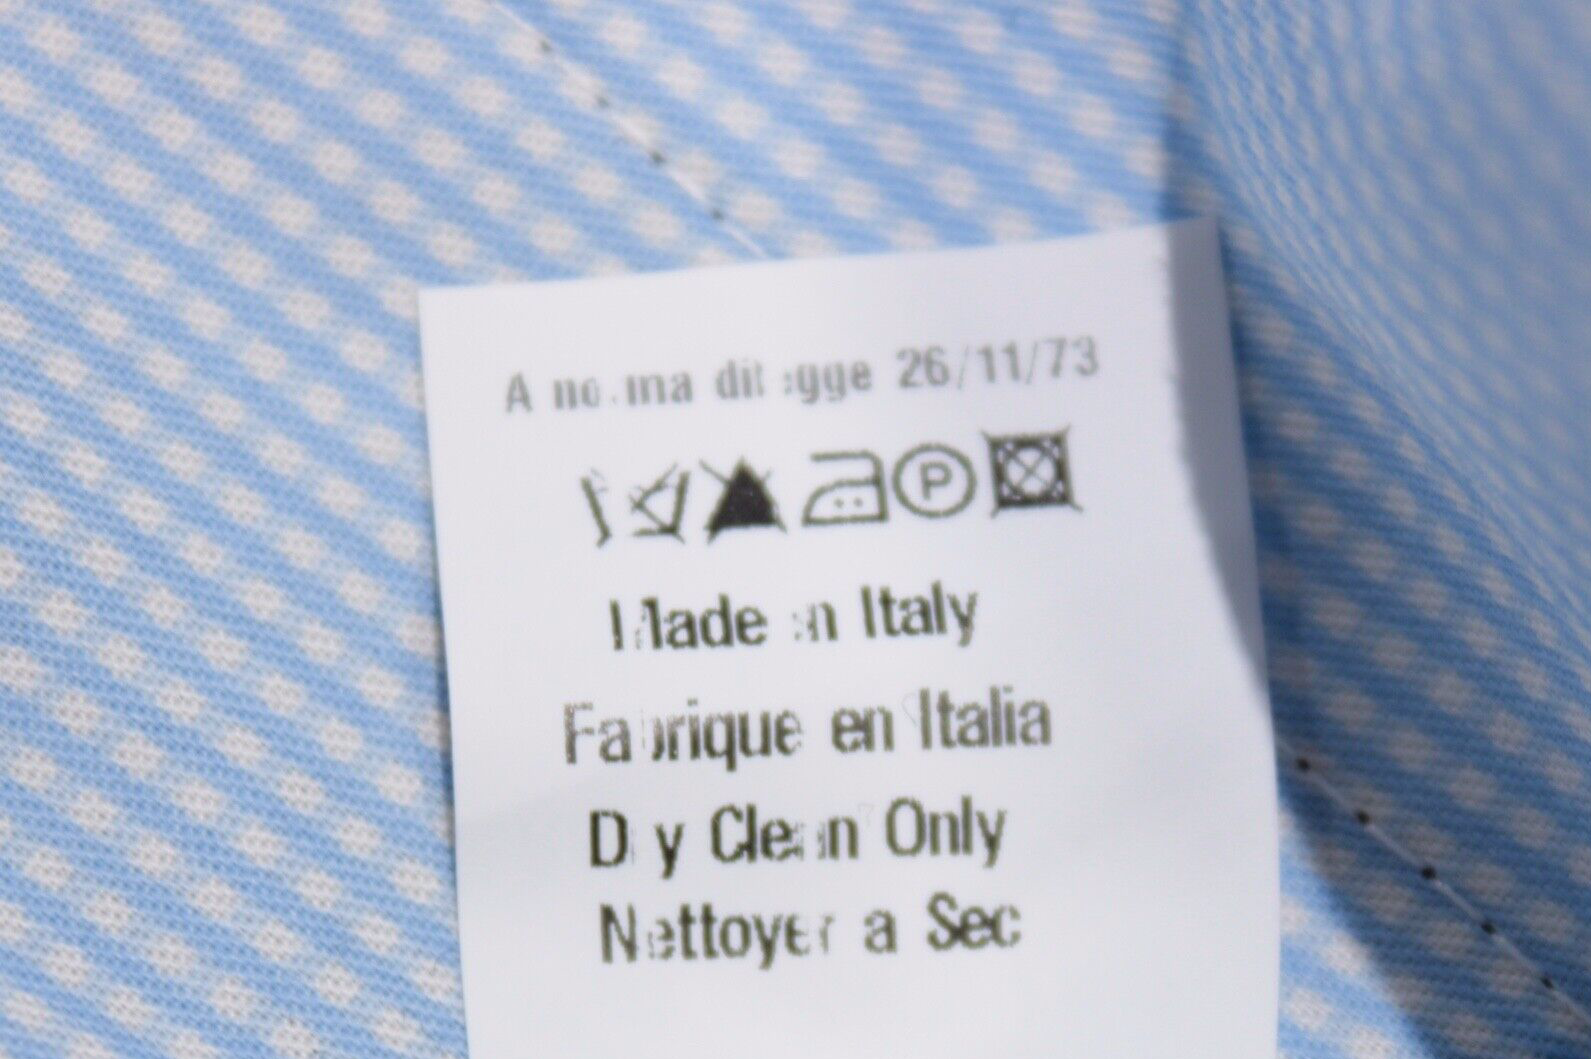 A norma di legge 26/11/73
P
Made in Italy
Fabrique en Italia
Dry Clean Only
Nettoyer a Sec